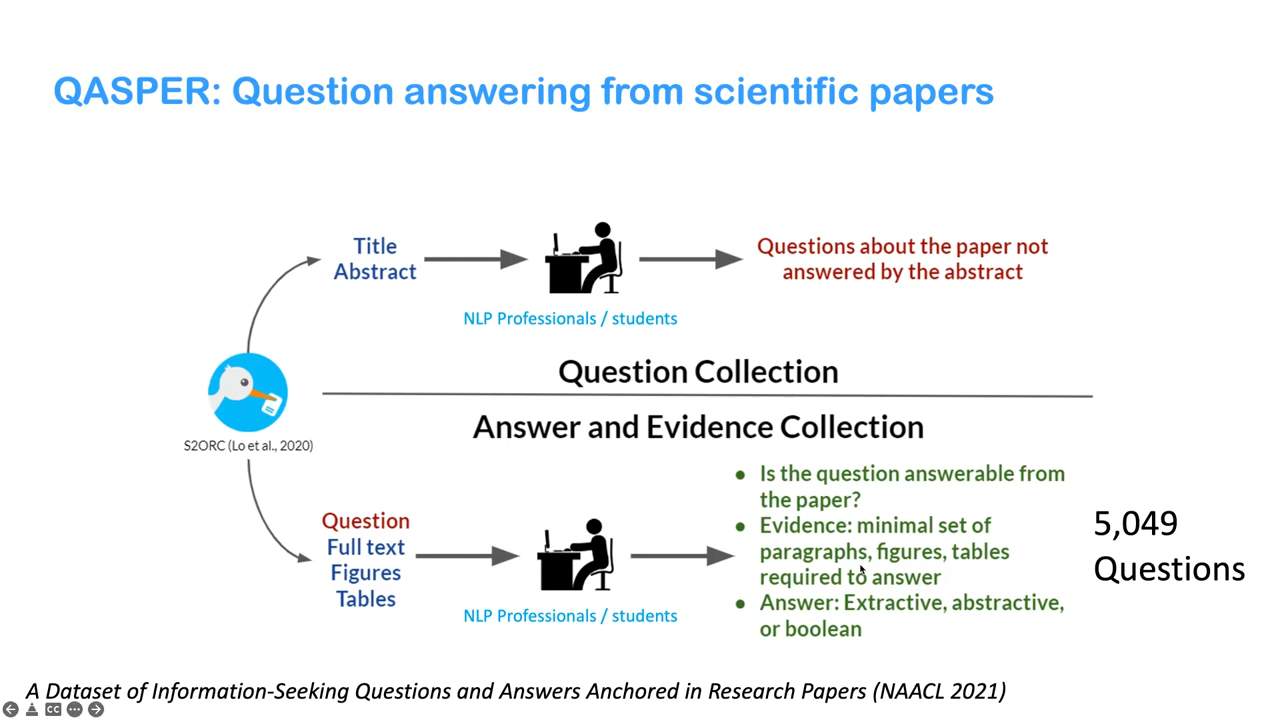 QASPER: Question answering from scientific papers
Title
Abstract
NLP Professionals / students
Questions about the paper not
answered by the abstract
Question Collection
S2ORC (Lo et al., 2020)
Answer and Evidence Collection
Question
Full text
Figures
Tables
NLP Professionals / students
● Is the question answerable from
the paper?
● Evidence: minimal set of
paragraphs, figures, tables
required to answer
● Answer: Extractive, abstractive,
or boolean
5,049
Questions
A Dataset of Information-Seeking Questions and Answers Anchored in Research Papers (NAACL 2021)
CC